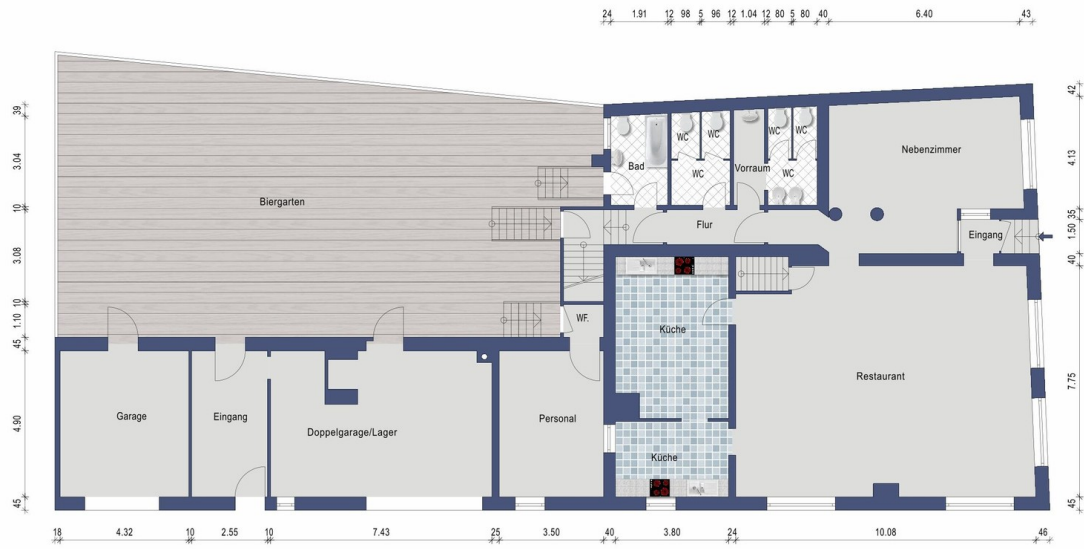 24 1.91 12 98 5 96 12 1.04 12 80 5 80 40 6.40 43
39
3.04
10
3.08
10
1.10
45
4.90
45
42
4.13
35
1.50
40
7.75
45
Biergarten
Bad
WC
WC
WC
Vorraum
WC
WC
WC
Nebenzimmer
Flur
Eingang
WF.
Küche
Restaurant
Garage
Eingang
Doppelgarage/Lager
Personal
Küche
18 4.32 10 2.55 10 7.43 25 3.50 40 3.80 24 10.08 46